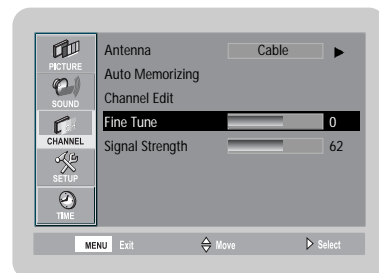 PICTURE
SOUND
CHANNEL
SETUP
TIME
Antenna Cable
Auto Memorizing
Channel Edit
Fine Tune 0
Signal Strength 62
MENU Exit Move Select